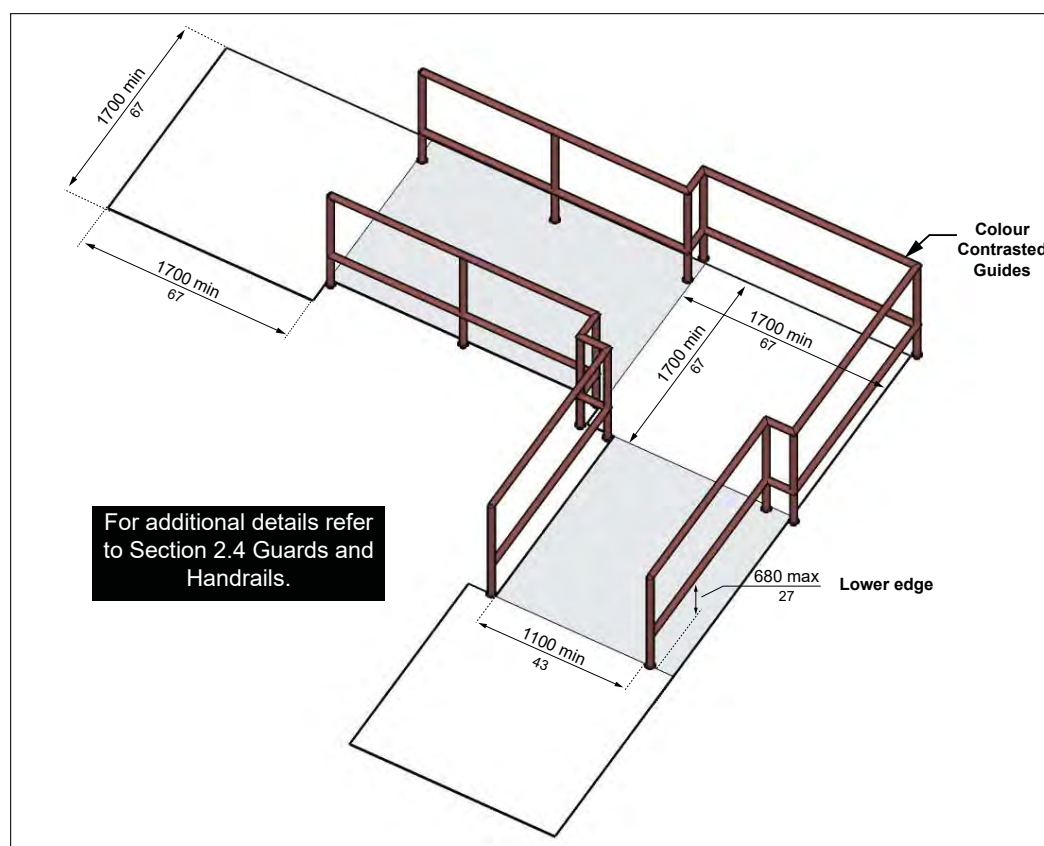 1700 min
67
1700 min
67
Colour
Contrasted
Guides
1700 min
67
1700 min
67
For additional details refer
to Section 2.4 Guards and
Handrails.
680 max
27
Lower edge
1100 min
43